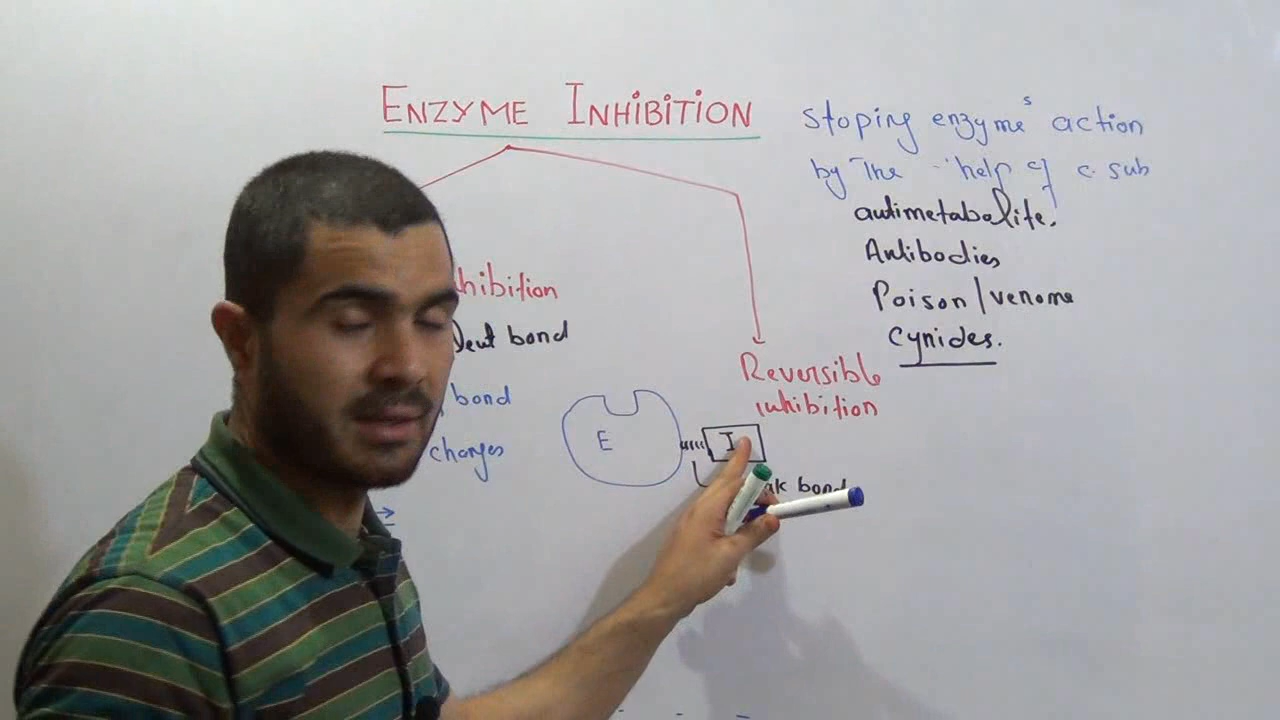 ENZYME INHIBITION
stoping enzyme's action
by The help of c. sub
antimetabolite.
Antibodies
Poison/venome
Cynides.
hibition
bond
bond
changes
Reversible
inhibition
E
I
bond